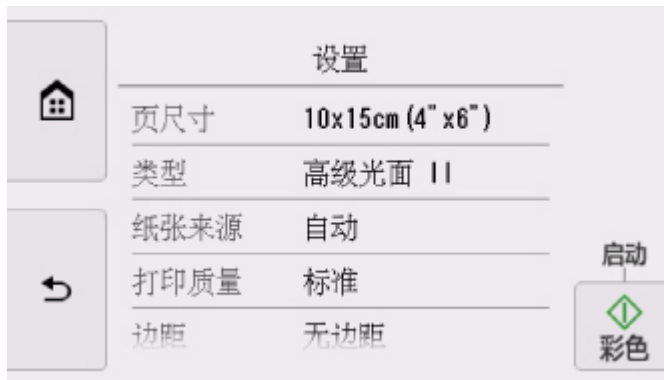 设置
页尺寸 10x15cm(4"x6")
类型 高级光面 II
纸张来源 自动
打印质量 标准
边距 无边距
启动
彩色